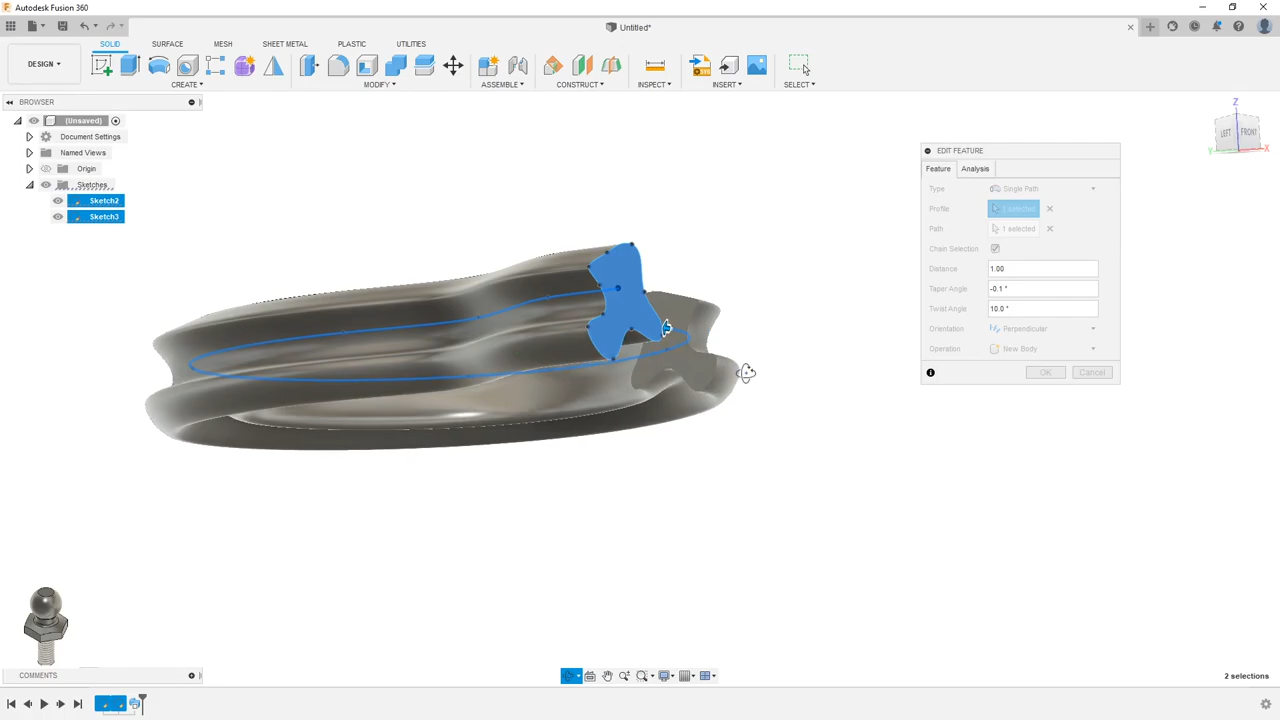 Autodesk Fusion 360
Untitled*
DESIGN
SOLID SURFACE MESH SHEET METAL PLASTIC UTILITIES
CREATE MODIFY ASSEMBLE CONSTRUCT INSPECT INSERT SELECT
BROWSER
(Unsaved)
Document Settings
Named Views
Origin
Sketches
Sketch2
Sketch3
Z
LEFT FRONT
Y X
EDIT FEATURE
Feature Analysis
Type Single Path
Profile 1 selected
Path 1 selected
Chain Selection
Distance 1.00
Taper Angle -0.1 °
Twist Angle 10.0 °
Orientation Perpendicular
Operation New Body
OK Cancel
COMMENTS
2 selections